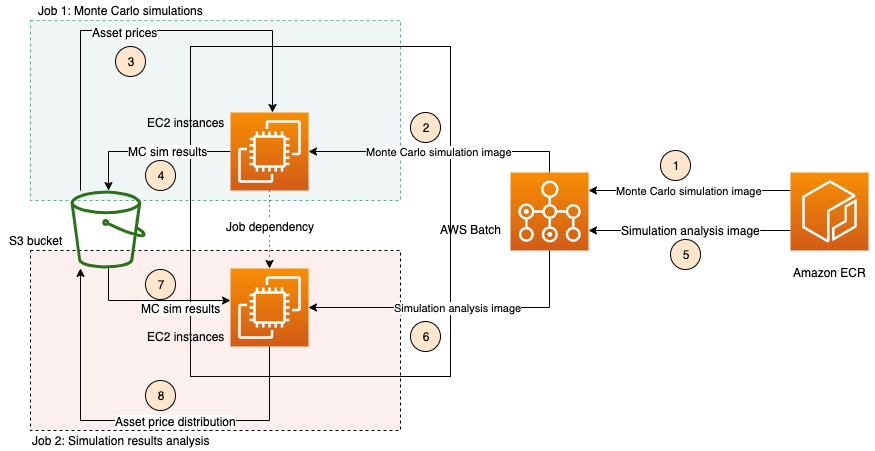 Job 1: Monte Carlo simulations
Asset prices
3
EC2 instances
2
MC sim results
Monte Carlo simulation image
4
1
Monte Carlo simulation image
Job dependency
AWS Batch
Simulation analysis image
S3 bucket
5
Amazon ECR
7
MC sim results
Simulation analysis image
EC2 instances
6
8
Asset price distribution
Job 2: Simulation results analysis